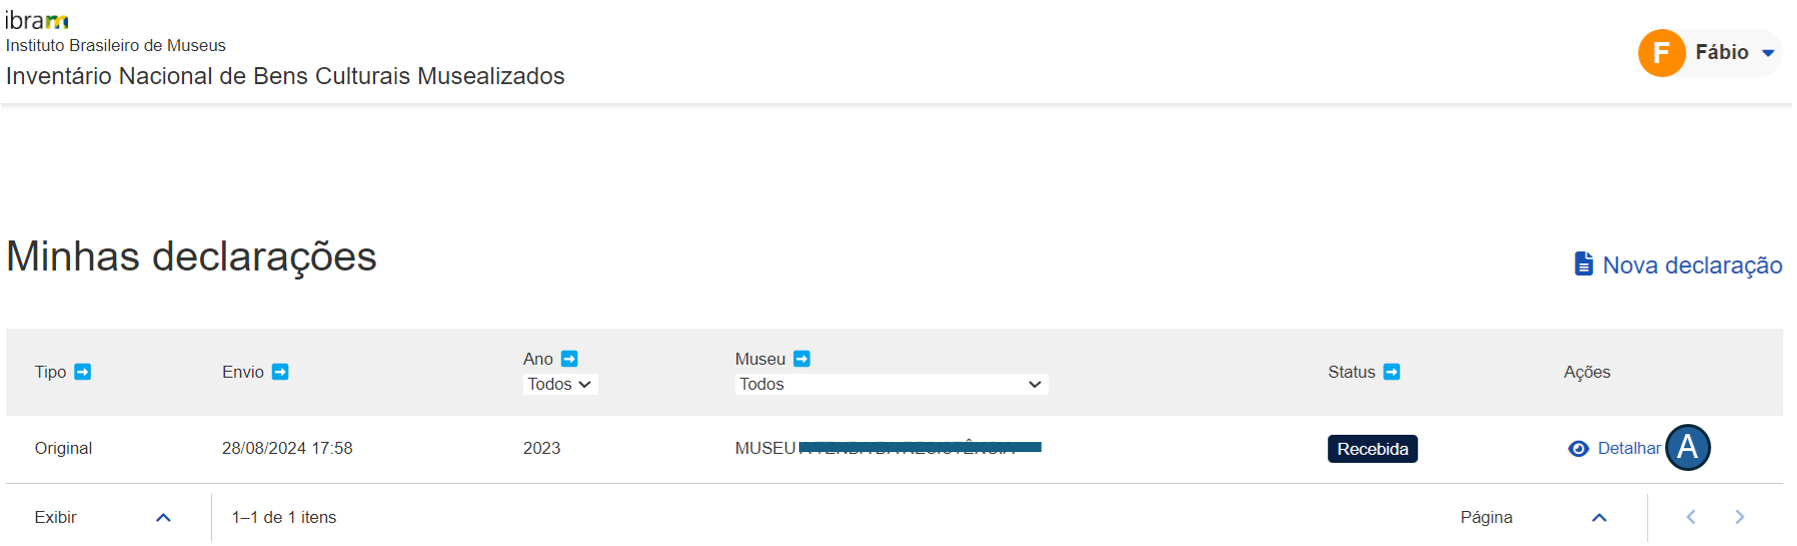 ibram
Instituto Brasileiro de Museus
Inventário Nacional de Bens Culturais Musealizados
F Fábio
Minhas declarações
Nova declaração
Tipo Envio Ano Museu Status Ações
Todos Todos
Original 28/08/2024 17:58 2023 MUSEU Recebida Detalhar A
Exibir 1–1 de 1 itens Página